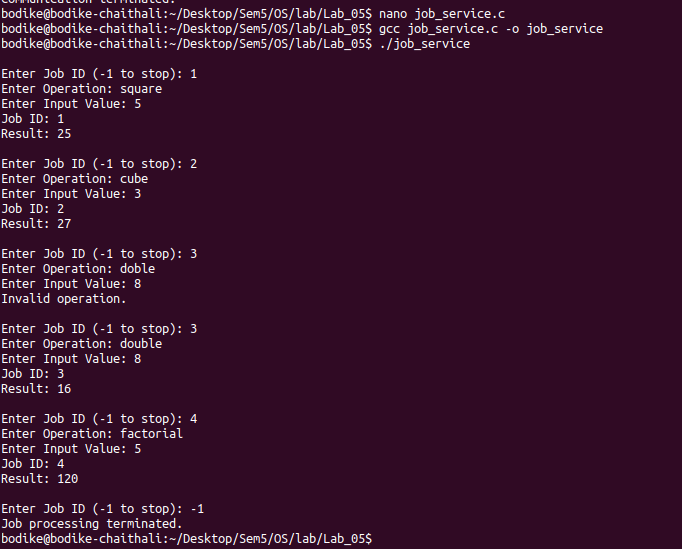 Communication terminated.
bodike@bodike-chaithali:~/Desktop/Sem5/OS/lab/Lab_05$ nano job_service.c
bodike@bodike-chaithali:~/Desktop/Sem5/OS/lab/Lab_05$ gcc job_service.c -o job_service
bodike@bodike-chaithali:~/Desktop/Sem5/OS/lab/Lab_05$ ./job_service
Enter Job ID (-1 to stop): 1
Enter Operation: square
Enter Input Value: 5
Job ID: 1
Result: 25
Enter Job ID (-1 to stop): 2
Enter Operation: cube
Enter Input Value: 3
Job ID: 2
Result: 27
Enter Job ID (-1 to stop): 3
Enter Operation: doble
Enter Input Value: 8
Invalid operation.
Enter Job ID (-1 to stop): 3
Enter Operation: double
Enter Input Value: 8
Job ID: 3
Result: 16
Enter Job ID (-1 to stop): 4
Enter Operation: factorial
Enter Input Value: 5
Job ID: 4
Result: 120
Enter Job ID (-1 to stop): -1
Job processing terminated.
bodike@bodike-chaithali:~/Desktop/Sem5/OS/lab/Lab_05$